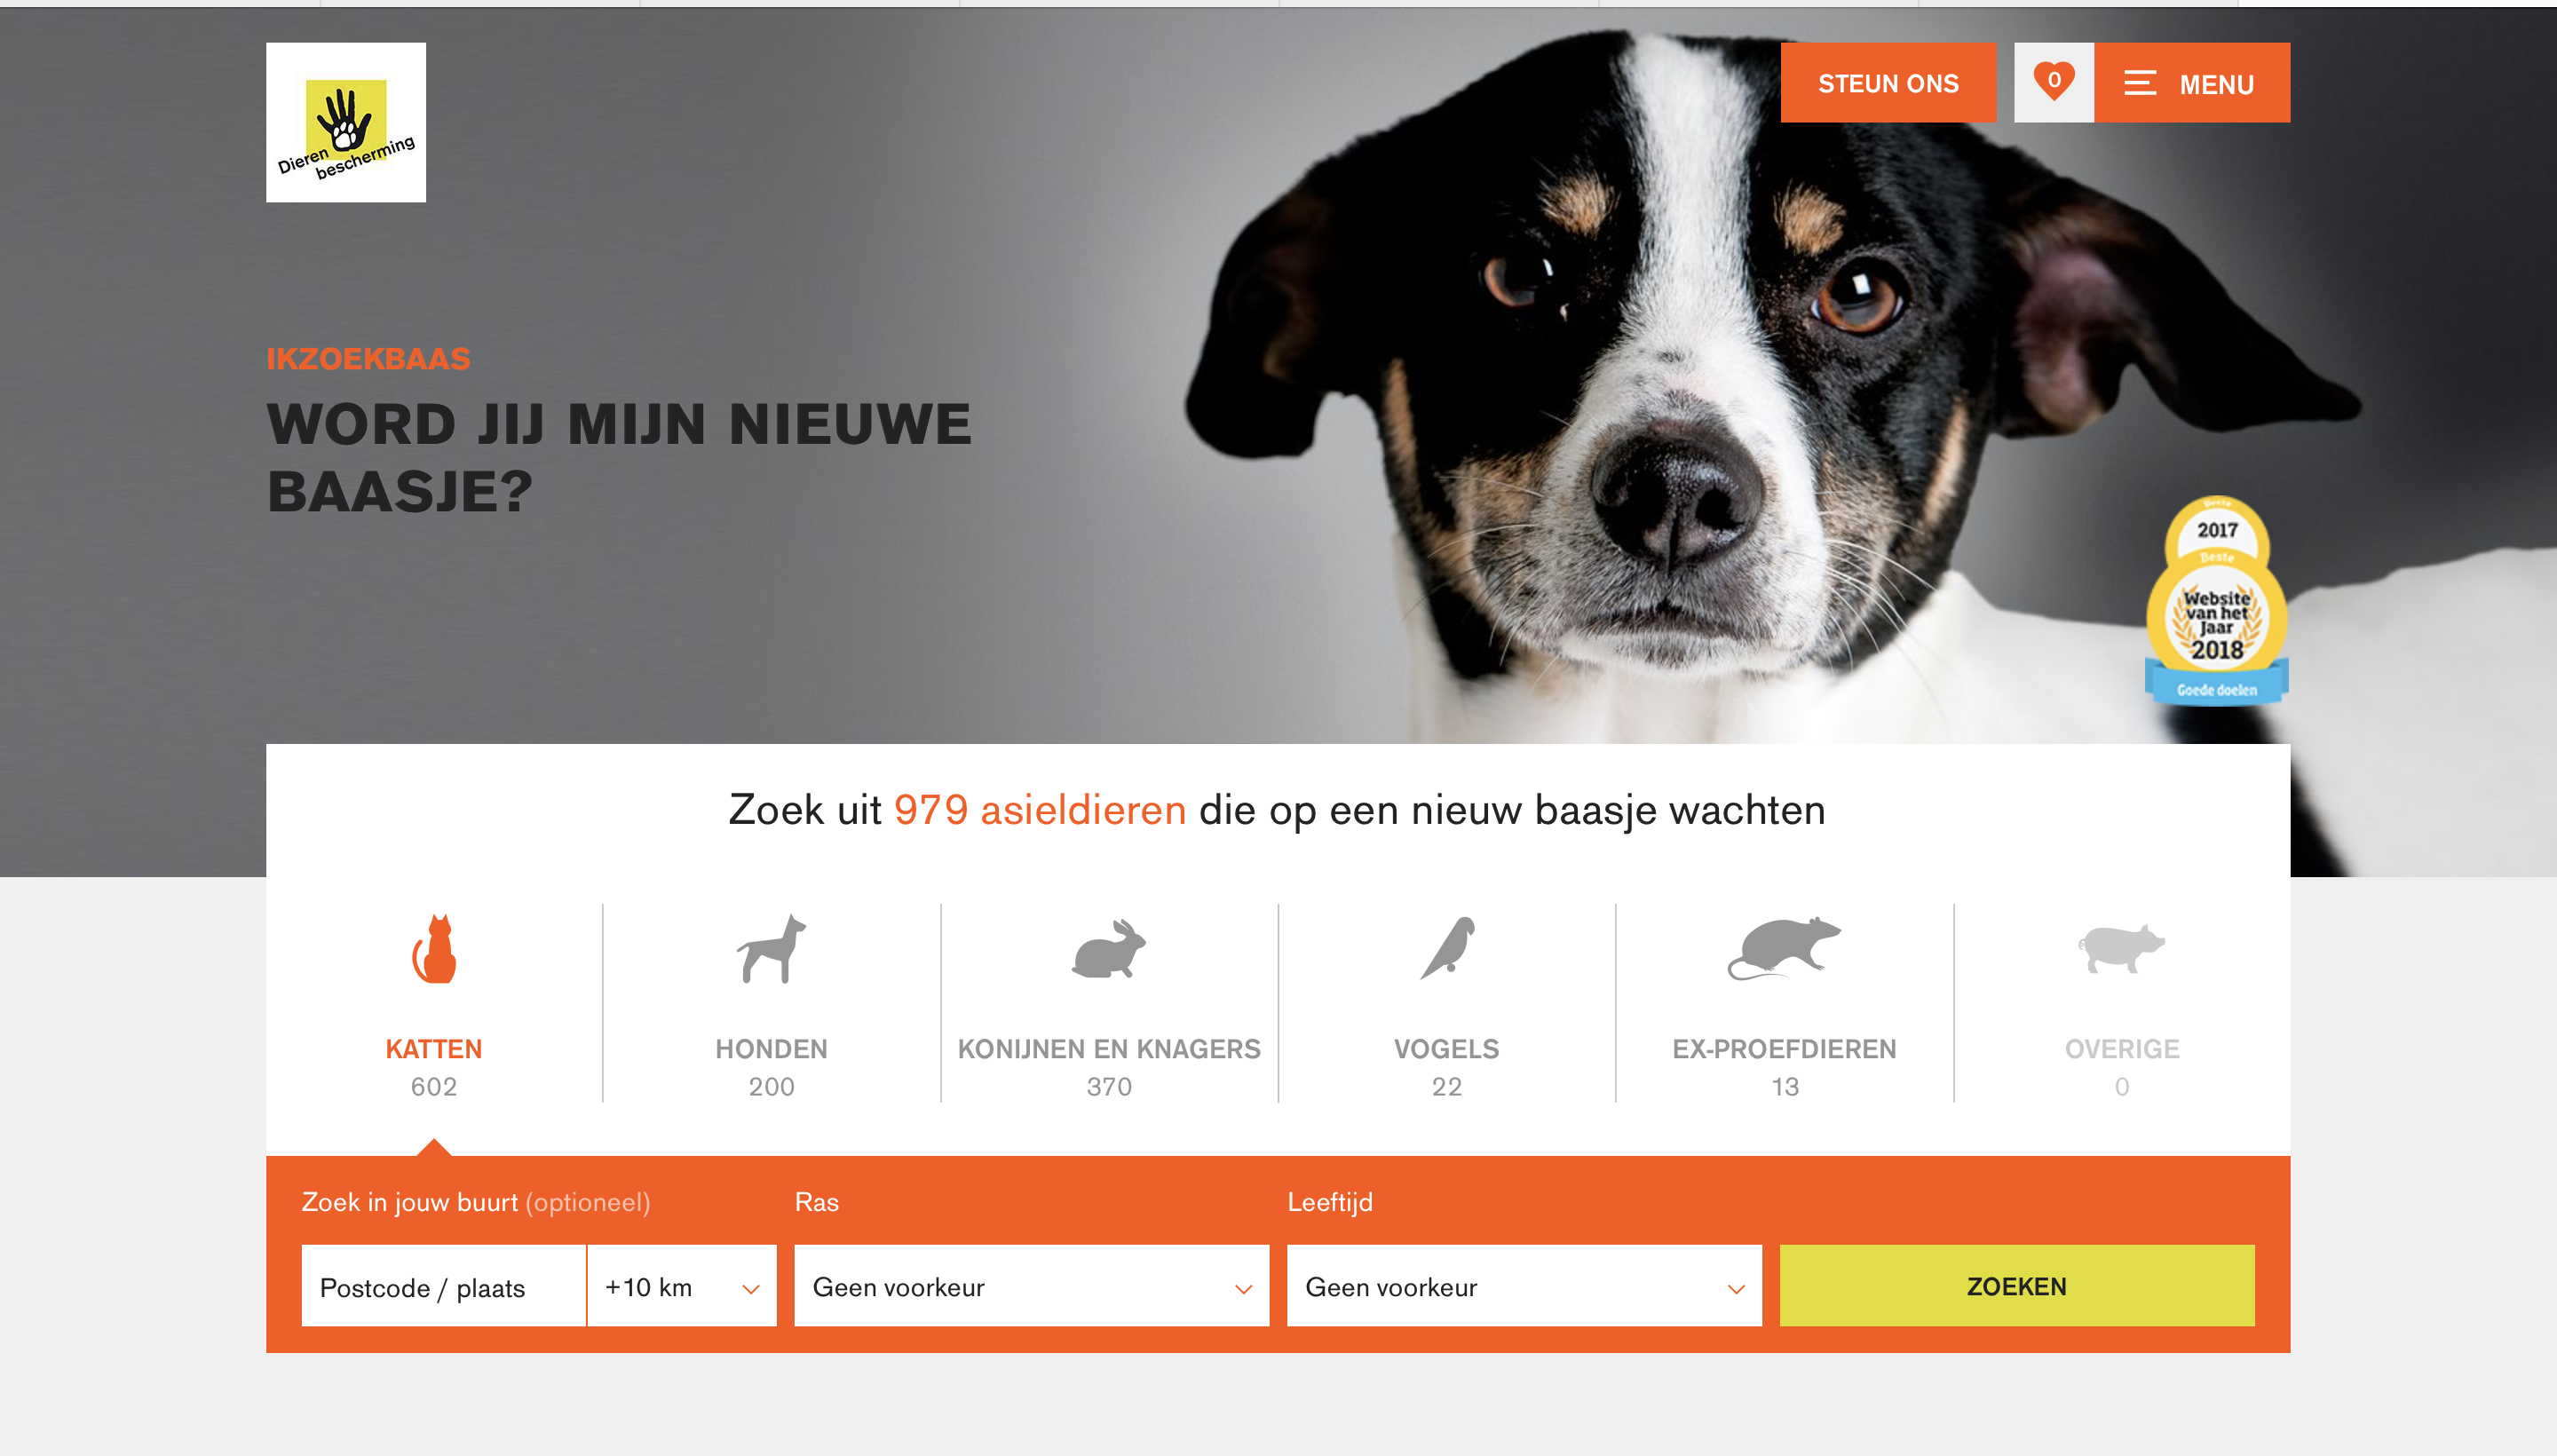 Dieren
bescherming
STEUN ONS
0
MENU
IKZOEKBAAS
WORD JIJ MIJN NIEUWE
BAASJE?
Beste
2017
Beste
Website
van het
Jaar
2018
Goede doelen
Zoek uit 979 asieldieren die op een nieuw baasje wachten
KATTEN
602
HONDEN
200
KONIJNEN EN KNAGERS
370
VOGELS
22
EX-PROEFDIEREN
13
OVERIGE
0
Zoek in jouw buurt (optioneel)
Postcode / plaats
+10 km
Ras
Geen voorkeur
Leeftijd
Geen voorkeur
ZOEKEN